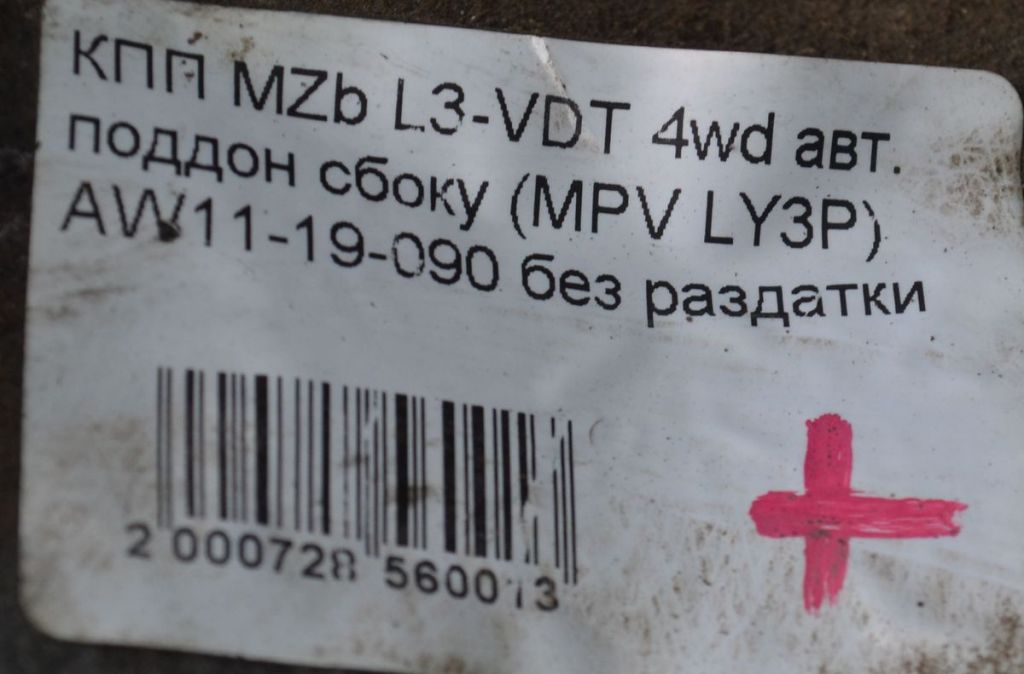 КПП MZb L3-VDT 4wd авт.
поддон сбоку (MPV LY3P)
AW11-19-090 без раздатки
2 000728 560013